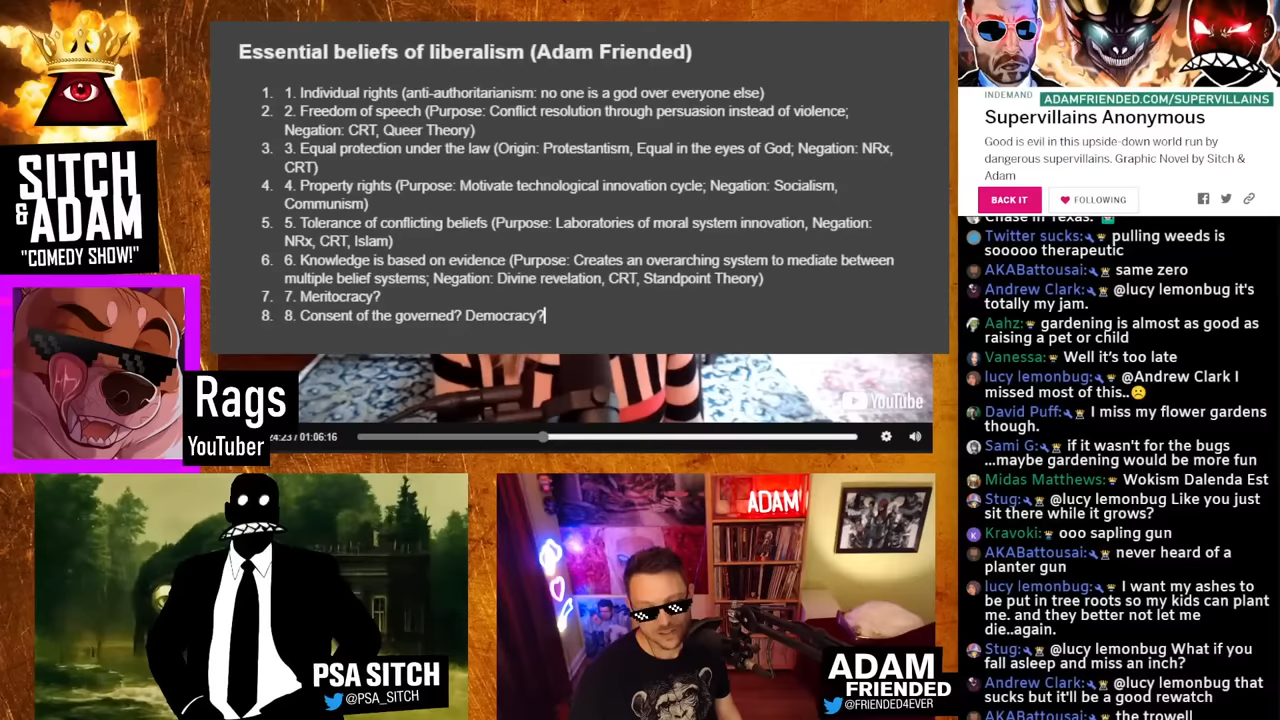 SITCH
& ADAM
"COMEDY SHOW!"
Rags
YouTuber
Essential beliefs of liberalism (Adam Friended)
1. 1. Individual rights (anti-authoritarianism: no one is a god over everyone else)
2. 2. Freedom of speech (Purpose: Conflict resolution through persuasion instead of violence;
Negation: CRT, Queer Theory)
3. 3. Equal protection under the law (Origin: Protestantism, Equal in the eyes of God; Negation: NRx,
CRT)
4. 4. Property rights (Purpose: Motivate technological innovation cycle; Negation: Socialism,
Communism)
5. 5. Tolerance of conflicting beliefs (Purpose: Laboratories of moral system innovation, Negation:
NRx, CRT, Islam)
6. 6. Knowledge is based on evidence (Purpose: Creates an overarching system to mediate between
multiple belief systems; Negation: Divine revelation, CRT, Standpoint Theory)
7. 7. Meritocracy?
8. 8. Consent of the governed? Democracy?
YouTube
24:23 / 01:06:16
PSA SITCH
@PSA_SITCH
ADAM
ADAM
FRIENDED
@FRIENDED4EVER
INDEMAND
ADAMFRIENDED.COM/SUPERVILLAINS
Supervillains Anonymous
Good is evil in this upside-down world run by
dangerous supervillains. Graphic Novel by Sitch &
Adam
BACK IT
FOLLOWING
Chase in Texas.
Twitter sucks: pulling weeds is
sooooo therapeutic
AKABattousai: same zero
Andrew Clark: @lucy lemonbug it's
totally my jam.
Aahz: gardening is almost as good as
raising a pet or child
Vanessa: Well it's too late
lucy lemonbug: @Andrew Clark I
missed most of this..☹️
David Puff: I miss my flower gardens
though.
Sami G: if it wasn't for the bugs
...maybe gardening would be more fun
Midas Matthews: Wokism Dalenda Est
Stug: @lucy lemonbug Like you just
sit there while it grows?
Kravoki: ooo sapling gun
AKABattousai: never heard of a
planter gun
lucy lemonbug: I want my ashes to
be put in tree roots so my kids can plant
me. and they better not let me
die..again.
Stug: @lucy lemonbug What if you
fall asleep and miss an inch?
Andrew Clark: @lucy lemonbug that
sucks but it'll be a good rewatch
AKABattousai: the trowell